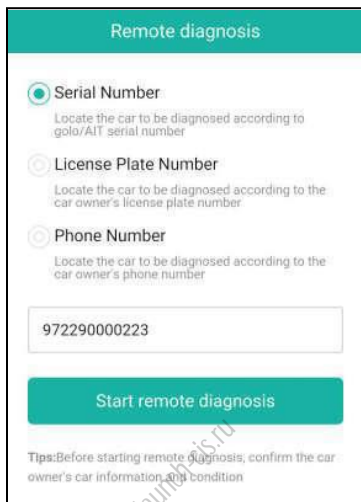 Remote diagnosis
Serial Number
Locate the car to be diagnosed according to
golo/AIT serial number
License Plate Number
Locate the car to be diagnosed according to the
car owner's license plate number
Phone Number
Locate the car to be diagnosed according to the
car owner's phone number
972290000223
Start remote diagnosis
Tips:Before starting remote diagnosis, confirm the car
owner's car information and condition